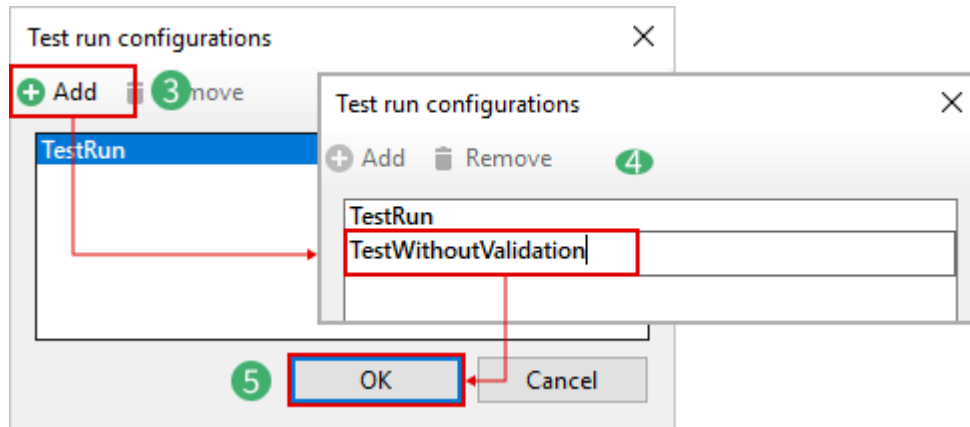 Test run configurations
Add 3 move
TestRun
Test run configurations
Add Remove 4
TestRun
TestWithoutValidation
5 OK Cancel